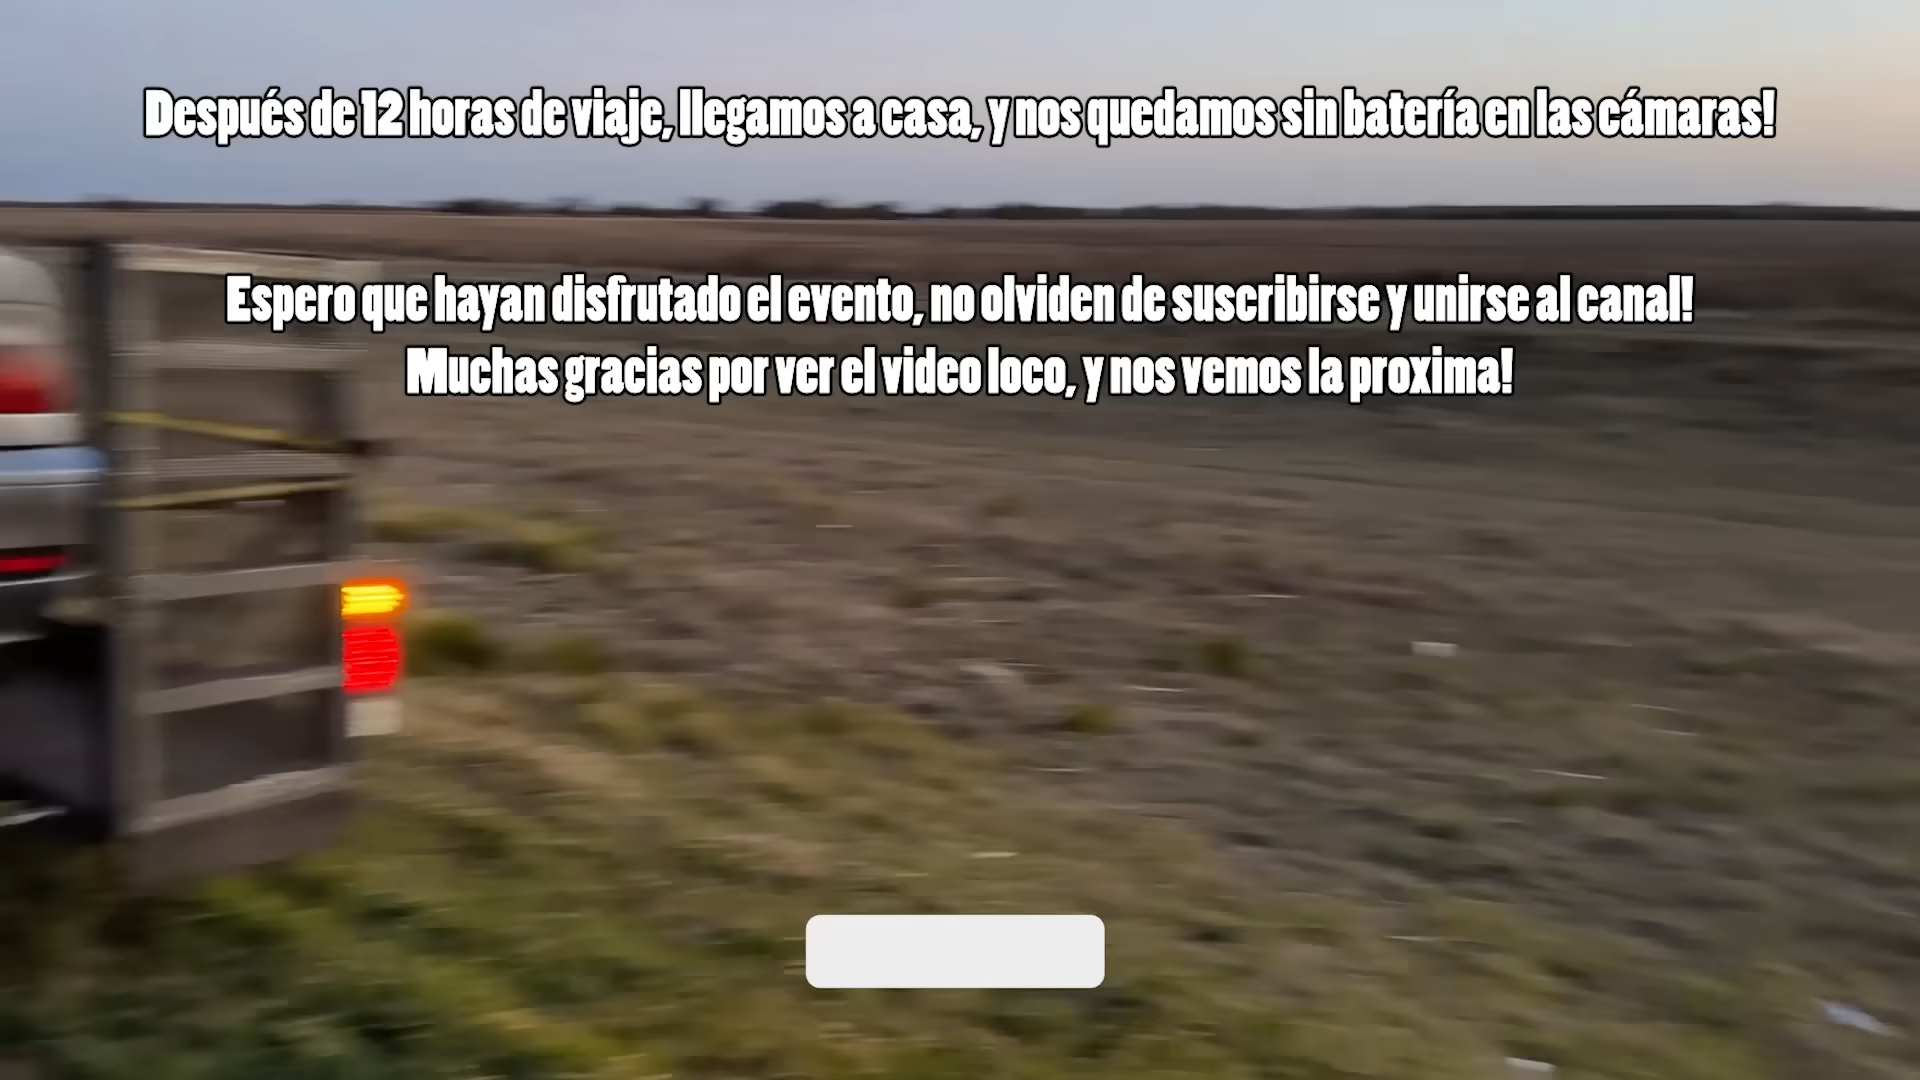 Después de 12 horas de viaje, llegamos a casa, y nos quedamos sin batería en las cámaras!
Espero que hayan disfrutado el evento, no olviden de suscribirse y unirse al canal!
Muchas gracias por ver el video loco, y nos vemos la proxima!